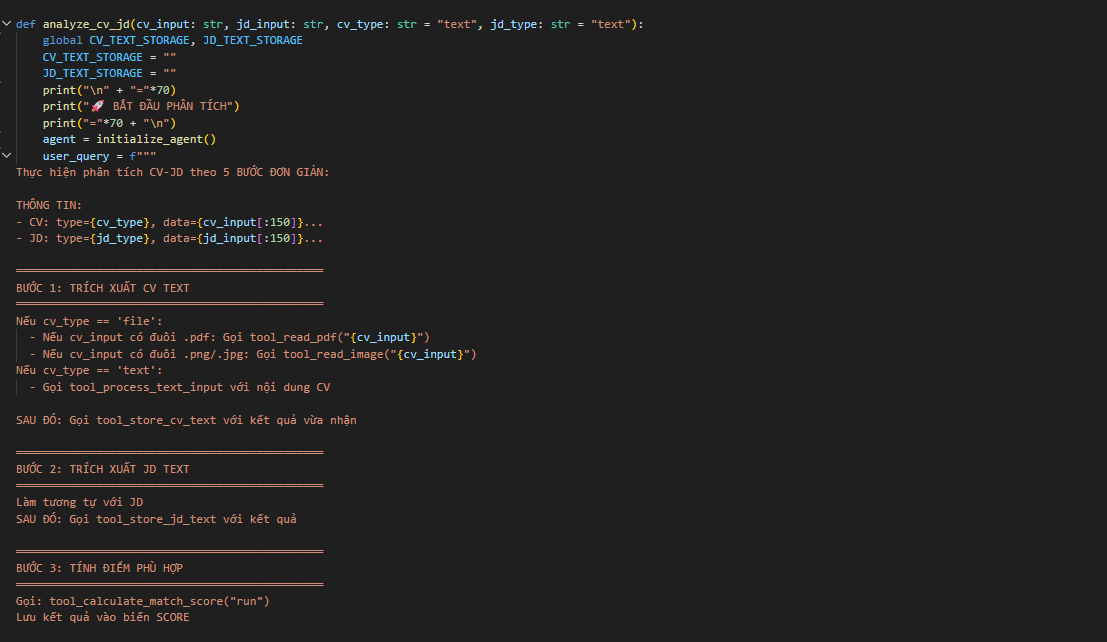 def analyze_cv_jd(cv_input: str, jd_input: str, cv_type: str = "text", jd_type: str = "text"):
global CV_TEXT_STORAGE, JD_TEXT_STORAGE
CV_TEXT_STORAGE = ""
JD_TEXT_STORAGE = ""
print("\n" + "="*70)
print("🚀 BẮT ĐẦU PHÂN TÍCH")
print("="*70 + "\n")
agent = initialize_agent()
user_query = f"""
Thực hiện phân tích CV-JD theo 5 BƯỚC ĐƠN GIẢN:
THÔNG TIN:
- CV: type={cv_type}, data={cv_input[:150]}...
- JD: type={jd_type}, data={jd_input[:150]}...
BƯỚC 1: TRÍCH XUẤT CV TEXT
Nếu cv_type == 'file':
- Nếu cv_input có đuôi .pdf: Gọi tool_read_pdf("{cv_input}")
- Nếu cv_input có đuôi .png/.jpg: Gọi tool_read_image("{cv_input}")
Nếu cv_type == 'text':
- Gọi tool_process_text_input với nội dung CV
SAU ĐÓ: Gọi tool_store_cv_text với kết quả vừa nhận
BƯỚC 2: TRÍCH XUẤT JD TEXT
Làm tương tự với JD
SAU ĐÓ: Gọi tool_store_jd_text với kết quả
BƯỚC 3: TÍNH ĐIỂM PHÙ HỢP
Gọi: tool_calculate_match_score("run")
Lưu kết quả vào biến SCORE